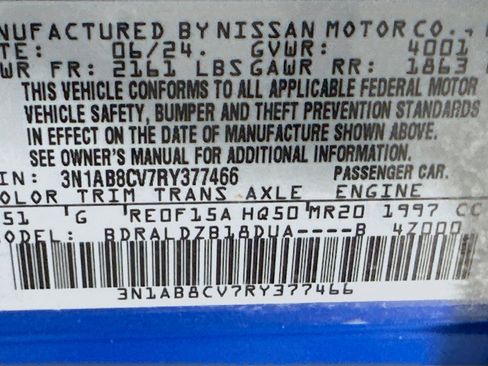 NUFACTURED BY NISSAN MOTOR CO.,
TE: 06/24. GVWR: 4001
WR FR: 2161 LBS GAWR RR: 1863
THIS VEHICLE CONFORMS TO ALL APPLICABLE FEDERAL MOTOR
VEHICLE SAFETY, BUMPER AND THEFT PREVENTION STANDARDS
IN EFFECT ON THE DATE OF MANUFACTURE SHOWN ABOVE.
SEE OWNER'S MANUAL FOR ADDITIONAL INFORMATION.
IN: 3N1AB8CV7RY377466 PASSENGER CAR.
COLOR TRIM TRANS AXLE ENGINE
51 G RE0F15A HQ50 MR20 1997 CC
MODEL: BDRALDZB18DUA----B 4Z000
3N1AB8CV7RY377466